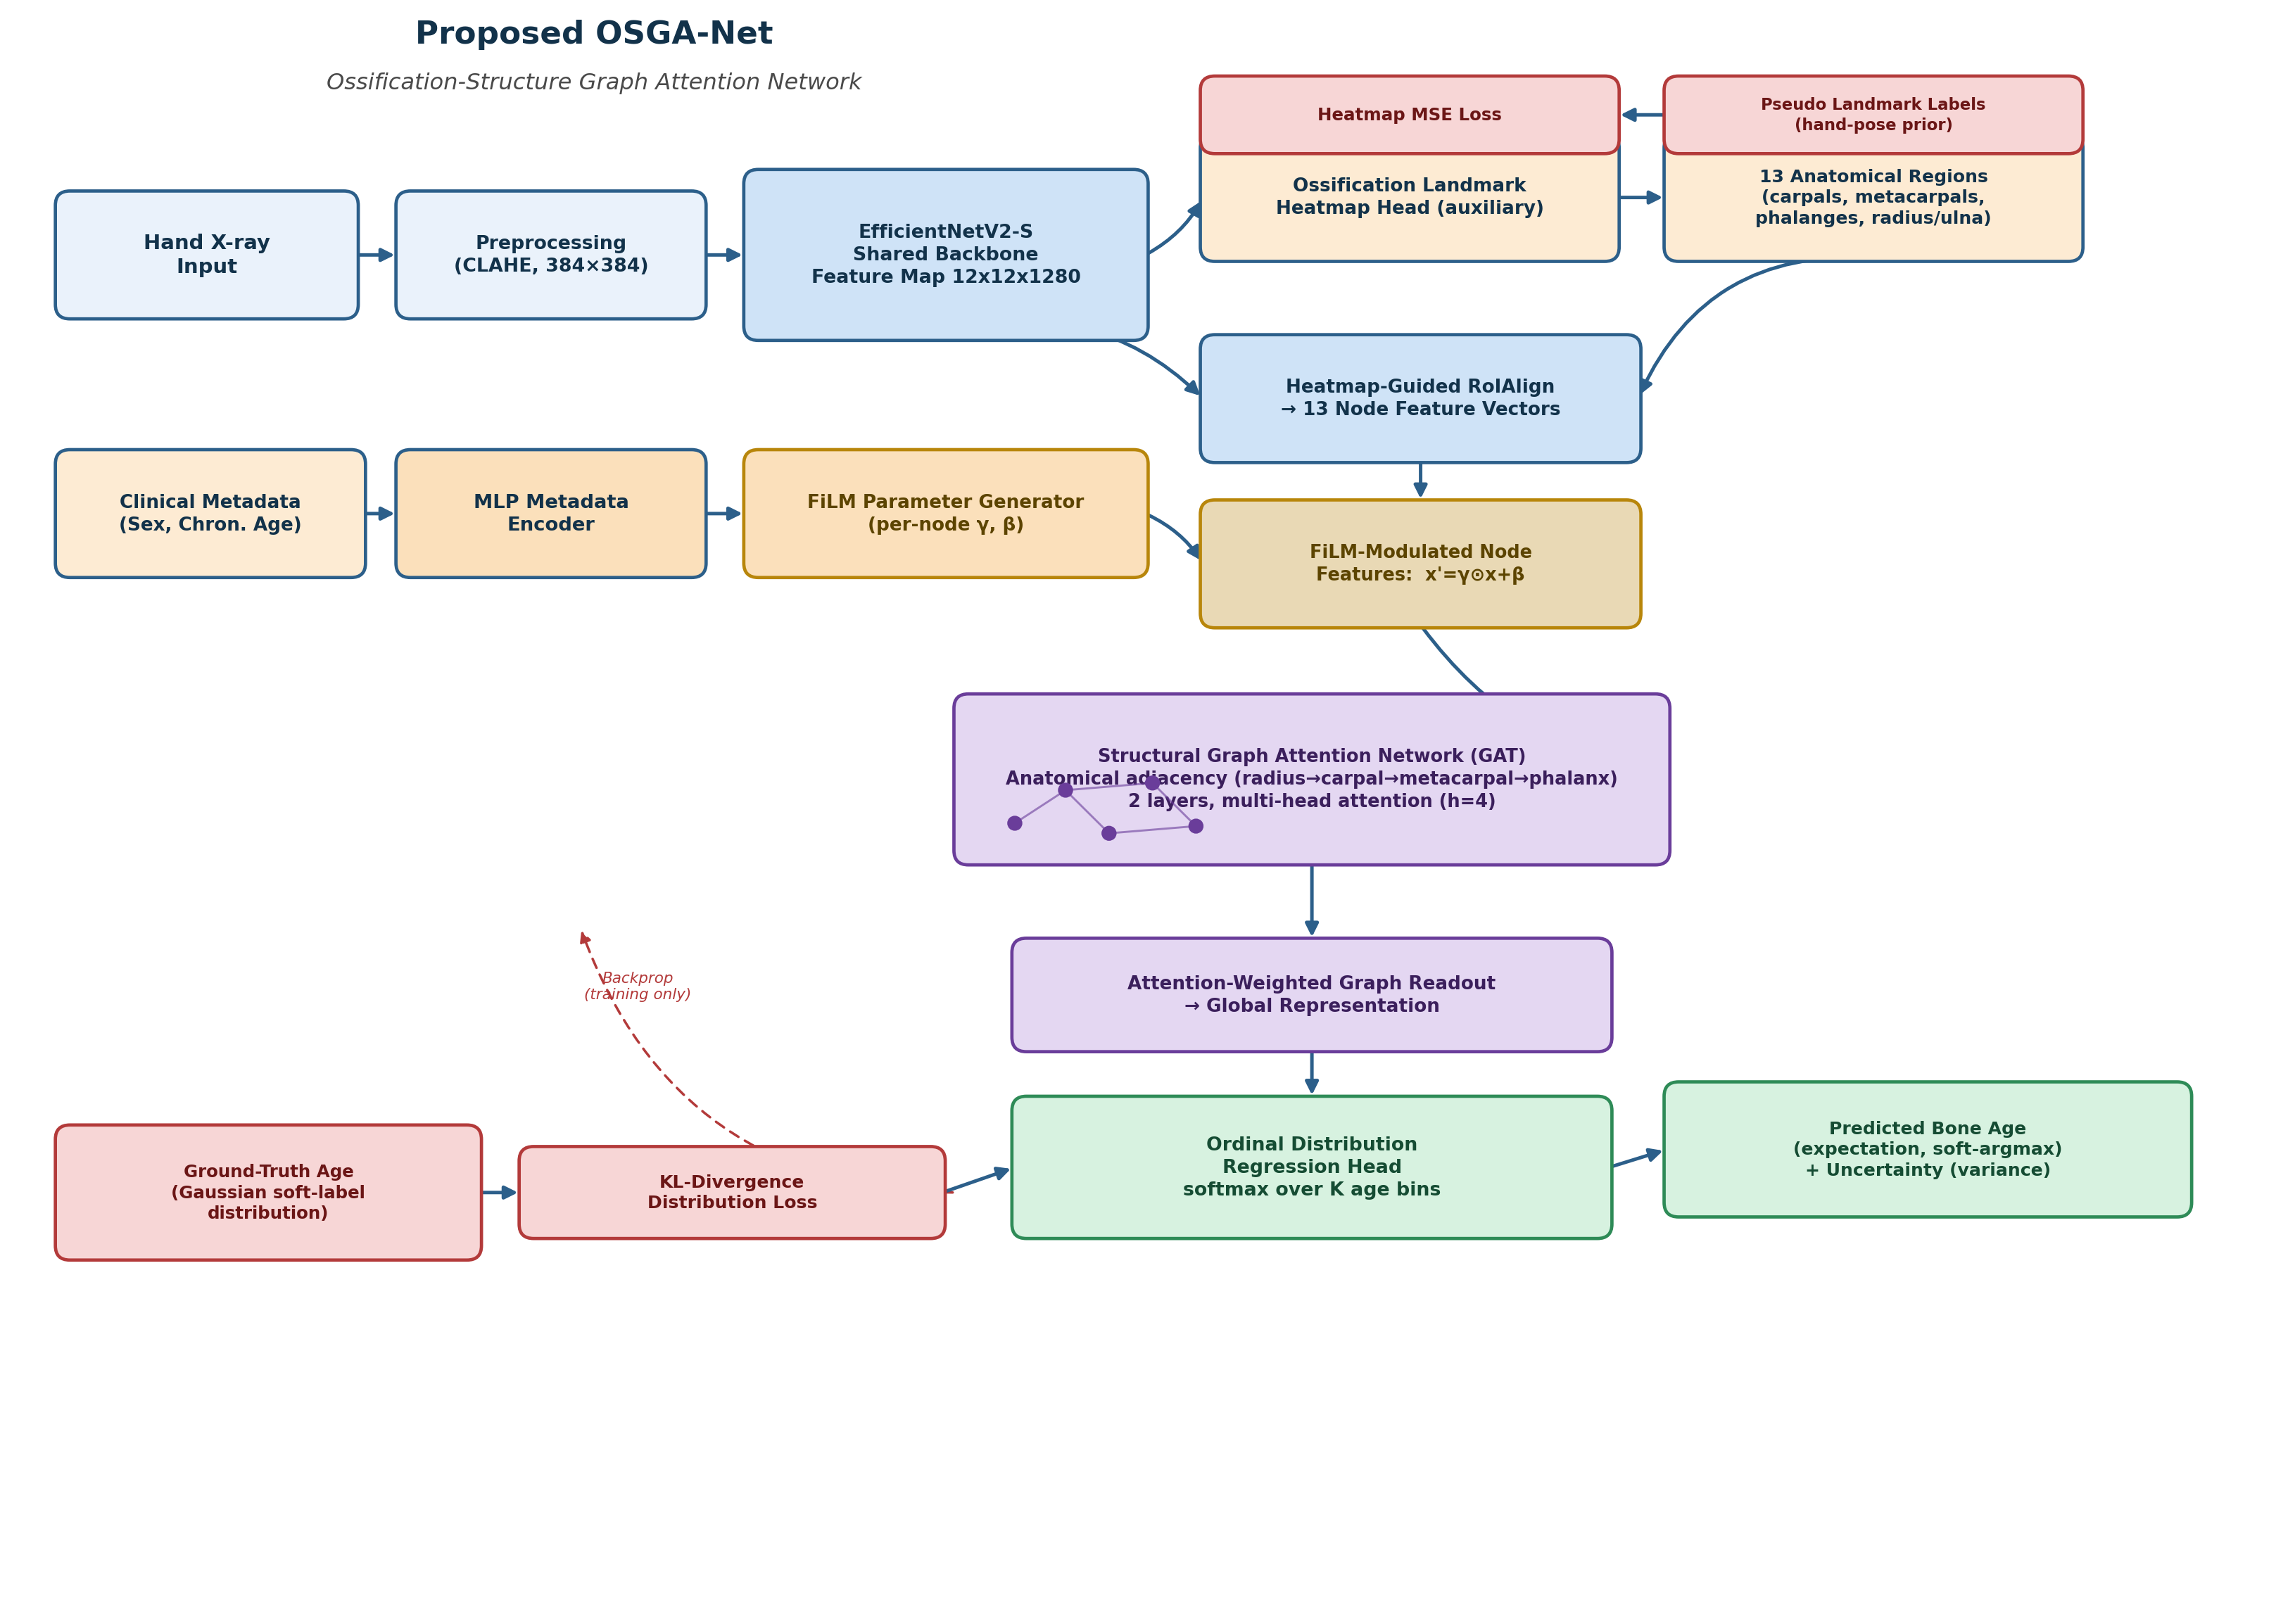 Proposed OSGA-Net
Ossification-Structure Graph Attention Network
Heatmap MSE Loss
Pseudo Landmark Labels
(hand-pose prior)
Hand X-ray
Input
Preprocessing
(CLAHE, 384×384)
EfficientNetV2-S
Shared Backbone
Feature Map 12x12x1280
Ossification Landmark
Heatmap Head (auxiliary)
13 Anatomical Regions
(carpals, metacarpals,
phalanges, radius/ulna)
Heatmap-Guided RoIAlign
→ 13 Node Feature Vectors
Clinical Metadata
(Sex, Chron. Age)
MLP Metadata
Encoder
FiLM Parameter Generator
(per-node γ, β)
FiLM-Modulated Node
Features:  x'=γ⊙x+β
Structural Graph Attention Network (GAT)
Anatomical adjacency (radius→carpal→metacarpal→phalanx)
2 layers, multi-head attention (h=4)
Backprop
(training only)
Attention-Weighted Graph Readout
→ Global Representation
Ground-Truth Age
(Gaussian soft-label
distribution)
KL-Divergence
Distribution Loss
Ordinal Distribution
Regression Head
softmax over K age bins
Predicted Bone Age
(expectation, soft-argmax)
+ Uncertainty (variance)